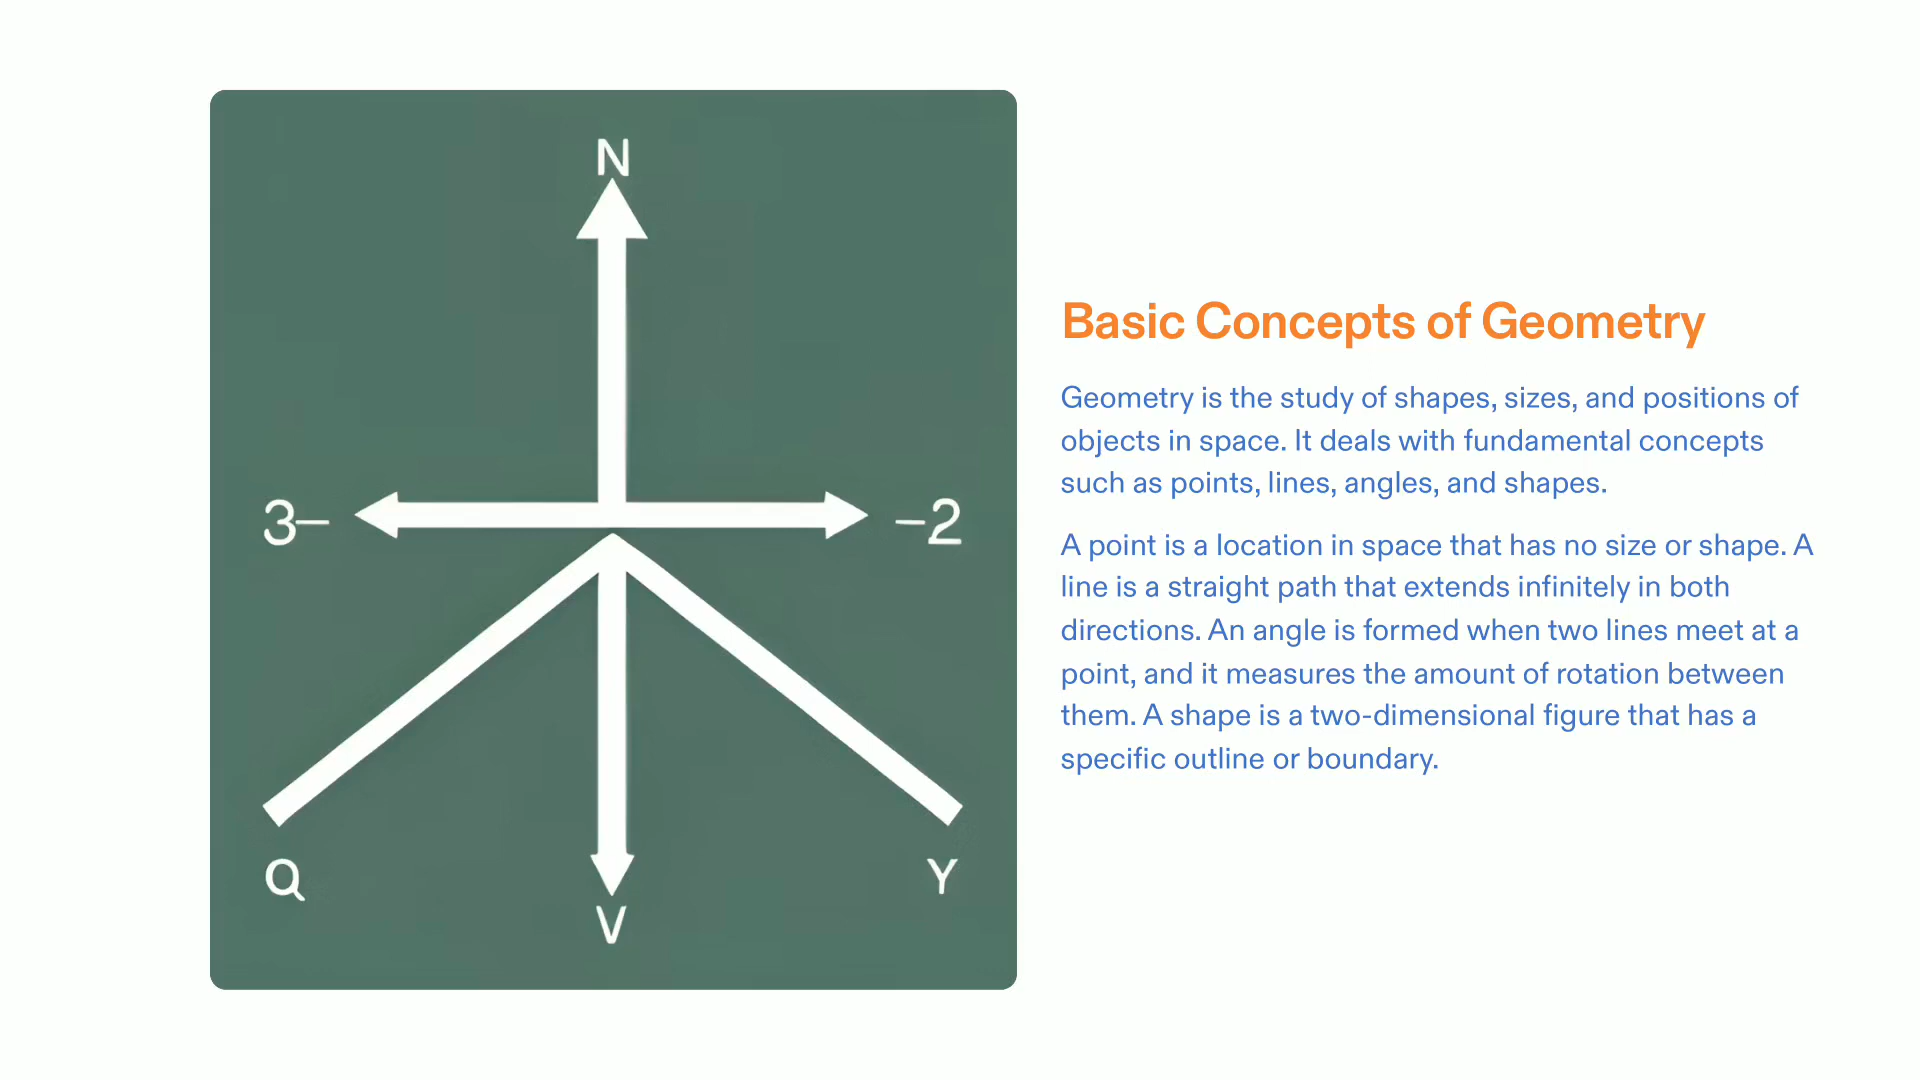 N
3– –2
Q Y
V
Basic Concepts of Geometry
Geometry is the study of shapes, sizes, and positions of
objects in space. It deals with fundamental concepts
such as points, lines, angles, and shapes.
A point is a location in space that has no size or shape. A
line is a straight path that extends infinitely in both
directions. An angle is formed when two lines meet at a
point, and it measures the amount of rotation between
them. A shape is a two-dimensional figure that has a
specific outline or boundary.